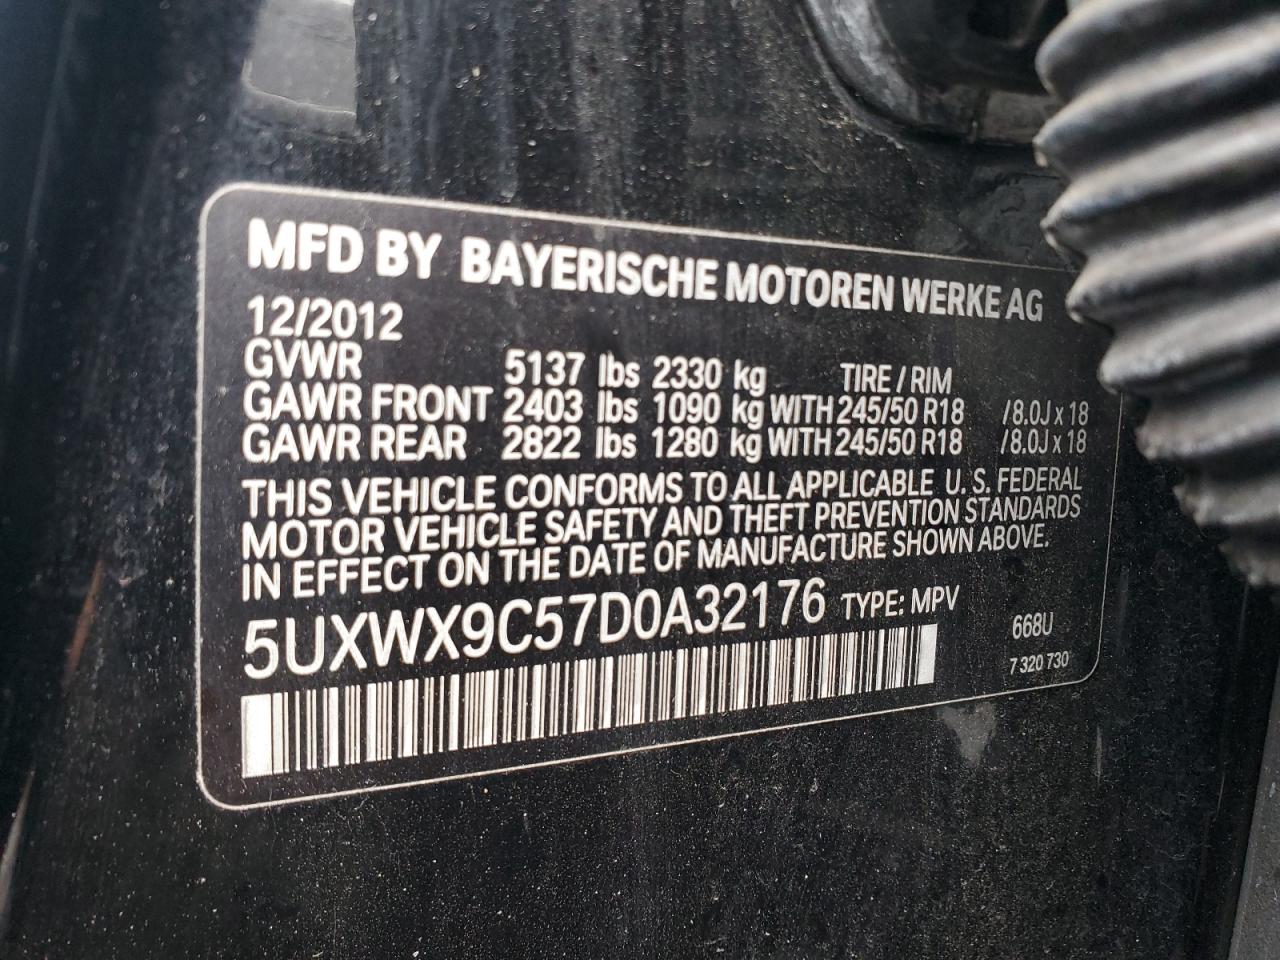 MFD BY BAYERISCHE MOTOREN WERKE AG
12/2012
GVWR 5137 lbs 2330 kg TIRE / RIM
GAWR FRONT 2403 lbs 1090 kg WITH 245/50 R18 / 8.0J x 18
GAWR REAR 2822 lbs 1280 kg WITH 245/50 R18 / 8.0J x 18
THIS VEHICLE CONFORMS TO ALL APPLICABLE U. S. FEDERAL
MOTOR VEHICLE SAFETY AND THEFT PREVENTION STANDARDS
IN EFFECT ON THE DATE OF MANUFACTURE SHOWN ABOVE.
5UXWX9C57D0A32176 TYPE: MPV
668U
7 320 730